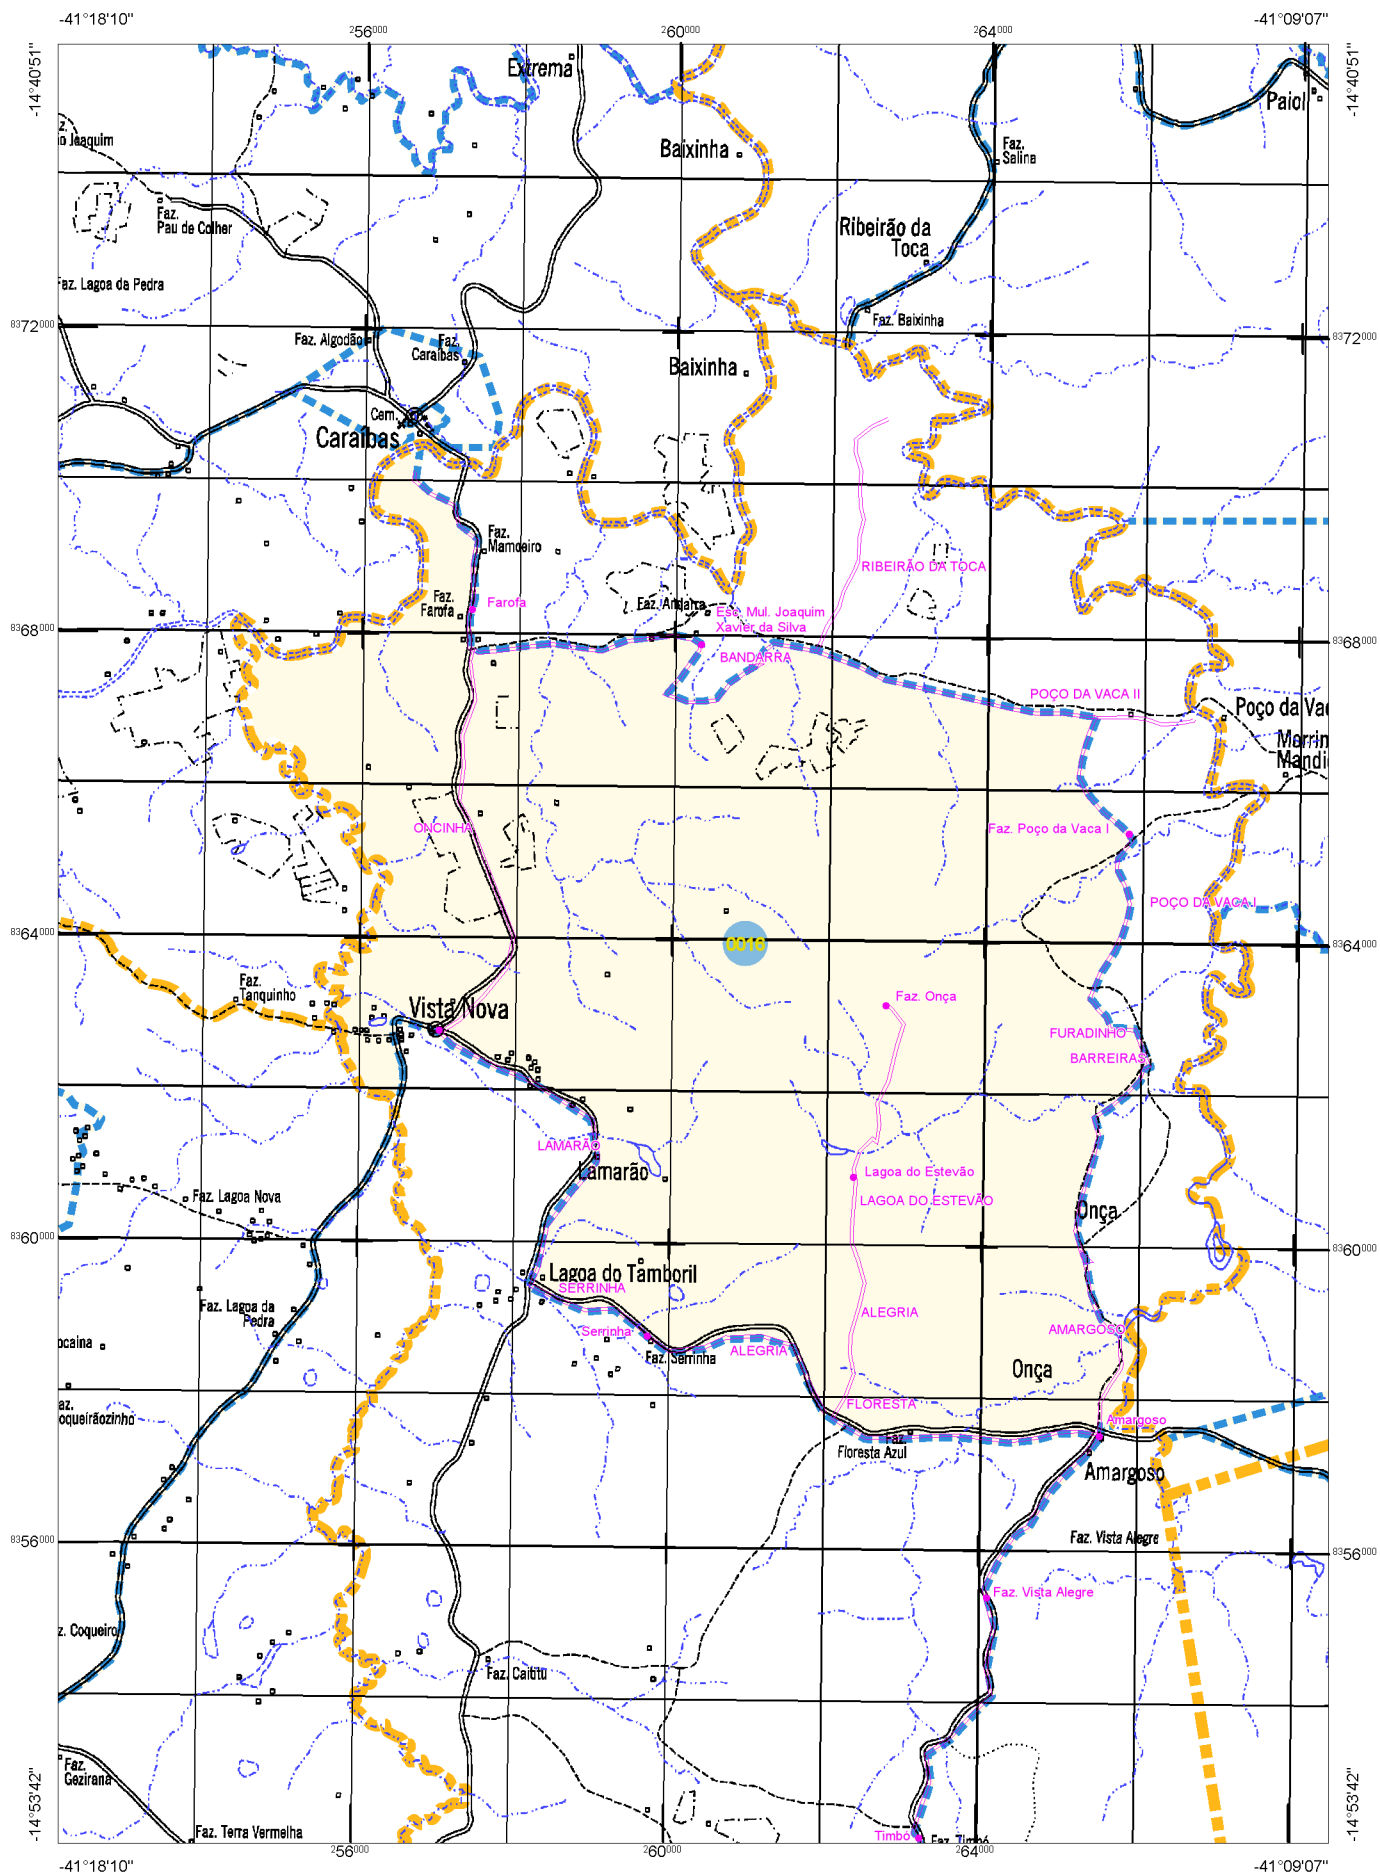 -41°18'10"
-41°09'07"
256000
260000
264000
-14°40'51"
-14°40'51"
Extrema
Paiol
z.
io Joaquim
Baixinha
Faz.
Salina
Faz.
Pau de Colher
Ribeirão da
Toca
Faz. Lagoa da Pedra
Faz. Baixinha
8372000
8372000
Faz. Algodão
Faz.
Caraíbas
Baixinha
Cem.
Caraíbas
Faz.
Mamoeiro
RIBEIRÃO DA TOCA
Faz.
Farofa
Farofa
Faz. Andarra
Esc. Mul. Joaquim
Xavier da Silva
8368000
8368000
BANDARRA
POÇO DA VACA II
Poço da Vac
Morrin
Mandi
ONCINHA
Faz. Poço da Vaca I
POÇO DA VACA I
8364000
8364000
0016
Faz.
Tanquinho
Vista Nova
Faz. Onça
FURADINHO
BARREIRAS
LAMARÃO
Lamarão
Lagoa do Estevão
LAGOA DO ESTEVÃO
Faz. Lagoa Nova
Onça
8360000
8360000
Lagoa do Tamboril
SERRINHA
Faz. Lagoa da
Pedra
ALEGRIA
Serrinha
AMARGOSO
ocaina
ALEGRIA
Faz. Serrinha
Onça
az.
oqueirãozinho
FLORESTA
Amargoso
Faz.
Floresta Azul
Amargoso
8356000
Faz. Vista Alegre
8356000
Faz. Vista Alegre
z. Coqueiro
Faz. Caititu
Faz.
Gezirana
-14°53'42"
-14°53'42"
Faz. Terra Vermelha
Timbó
Faz. Timbó
256000
260000
264000
-41°18'10"
-41°09'07"